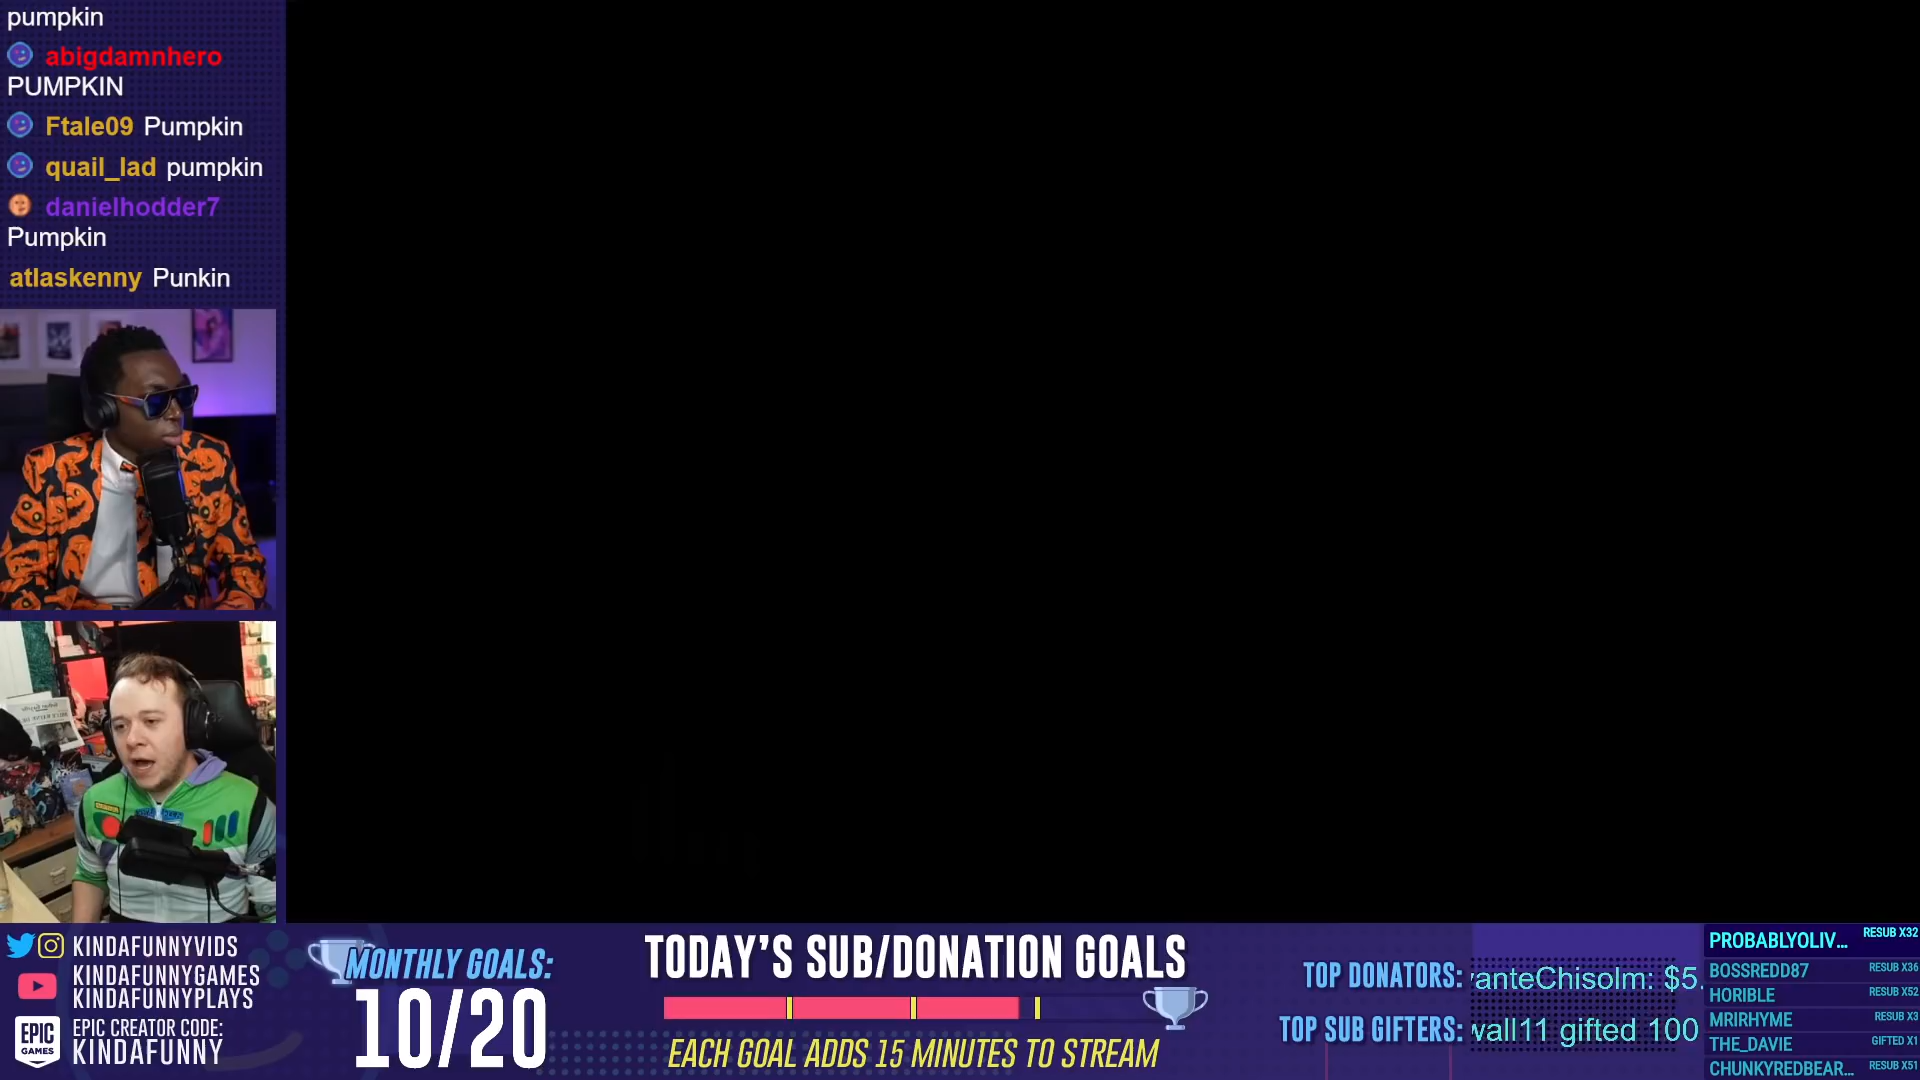 pumpkin
abigdamnhero
PUMPKIN
Ftale09 Pumpkin
quail_lad pumpkin
danielhodder7
Pumpkin
atlaskenny Punkin
KINDAFUNNYVIDS
KINDAFUNNYGAMES
KINDAFUNNYPLAYS
EPIC GAMES
EPIC CREATOR CODE:
KINDAFUNNY
MONTHLY GOALS:
10/20
TODAY'S SUB/DONATION GOALS
EACH GOAL ADDS 15 MINUTES TO STREAM
TOP DONATORS: anteChisolm: $5.
TOP SUB GIFTERS: wall11 gifted 100
PROBABLYOLIV... RESUB X32
BOSSREDD87 RESUB X36
HORIBLE RESUB X52
MRIRHYME RESUB X3
THE_DAVIE GIFTED X1
CHUNKYREDBEAR... RESUB X51